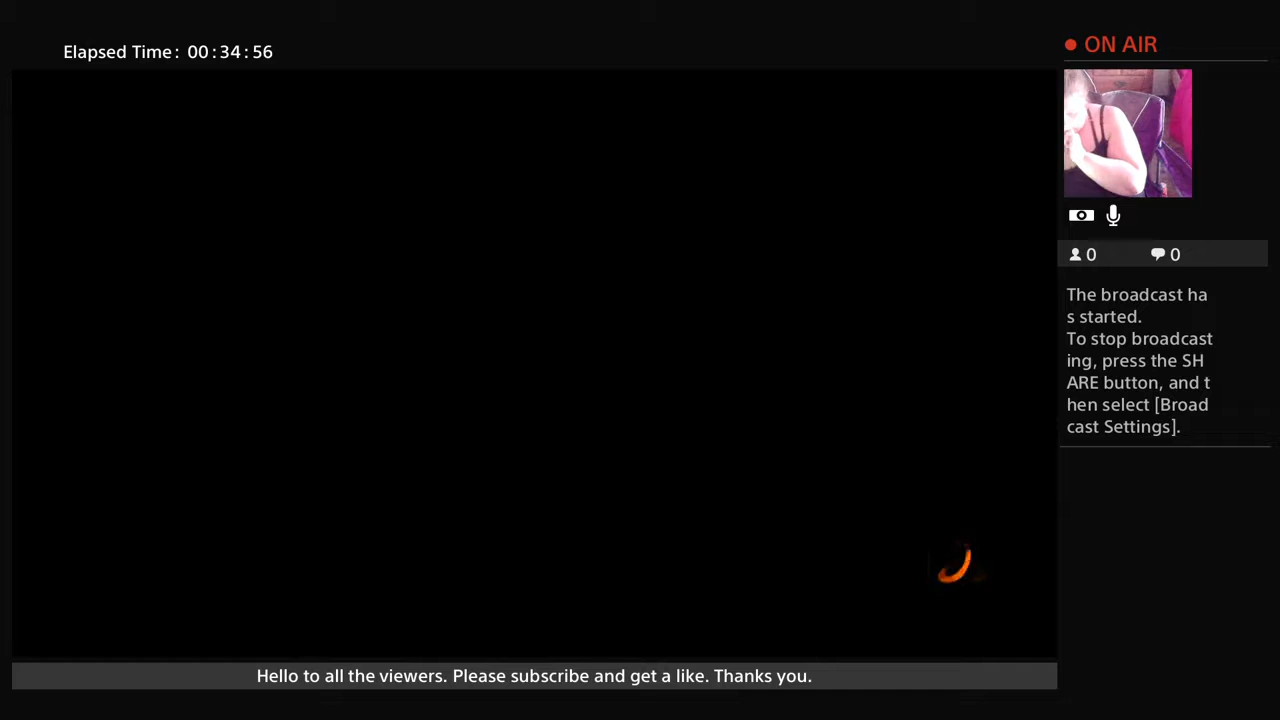 Elapsed Time: 00:34:56
ON AIR
0 0
The broadcast ha
s started.
To stop broadcast
ing, press the SH
ARE button, and t
hen select [Broad
cast Settings].
Hello to all the viewers. Please subscribe and get a like. Thanks you.